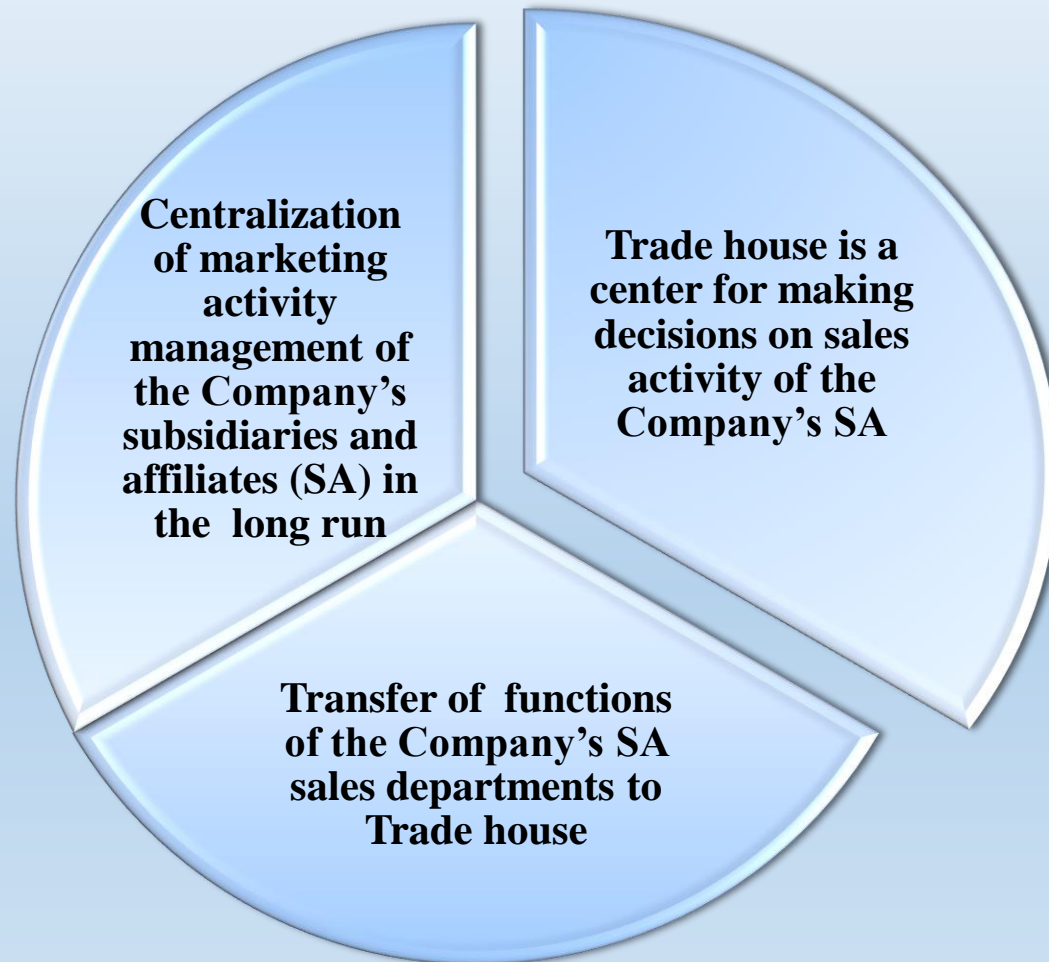 Centralization
of marketing
activity
management of
the Company’s
subsidiaries and
affiliates (SA) in
the  long run
Trade house is a
center for making
decisions on sales
activity of the
Company’s SA
Transfer of  functions
of the Company’s SA
sales departments to
Trade house